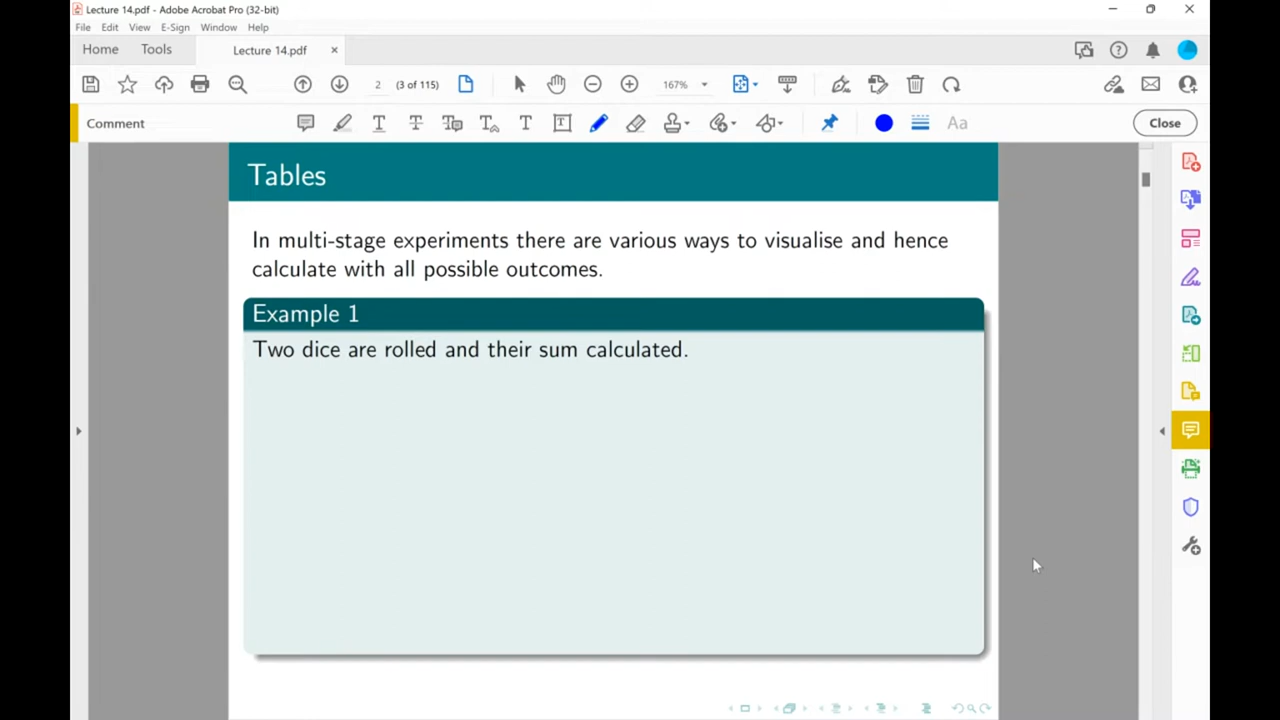 Lecture 14.pdf - Adobe Acrobat Pro (32-bit)
File Edit View E-Sign Window Help
Home Tools Lecture 14.pdf
2 (3 of 115) 167%
Comment Aa Close
Tables
In multi-stage experiments there are various ways to visualise and hence
calculate with all possible outcomes.
Example 1
Two dice are rolled and their sum calculated.